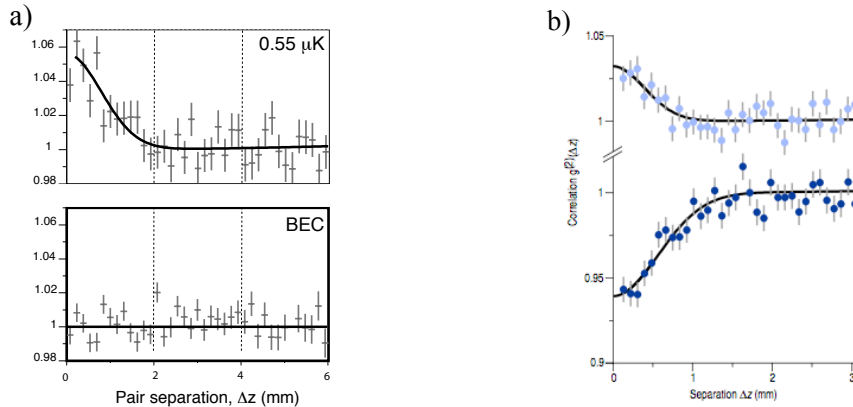 a)
1.06
1.04
1.02
1
0.98
0.55 μK
1.06
1.04
1.02
1
0.98
BEC
0 2 4 6
Pair separation, Δz (mm)
b)
1.05
1
1
0.95
0.9
Correlation g(2)(Δz)
0 1 2 3
Separation Δz (mm)